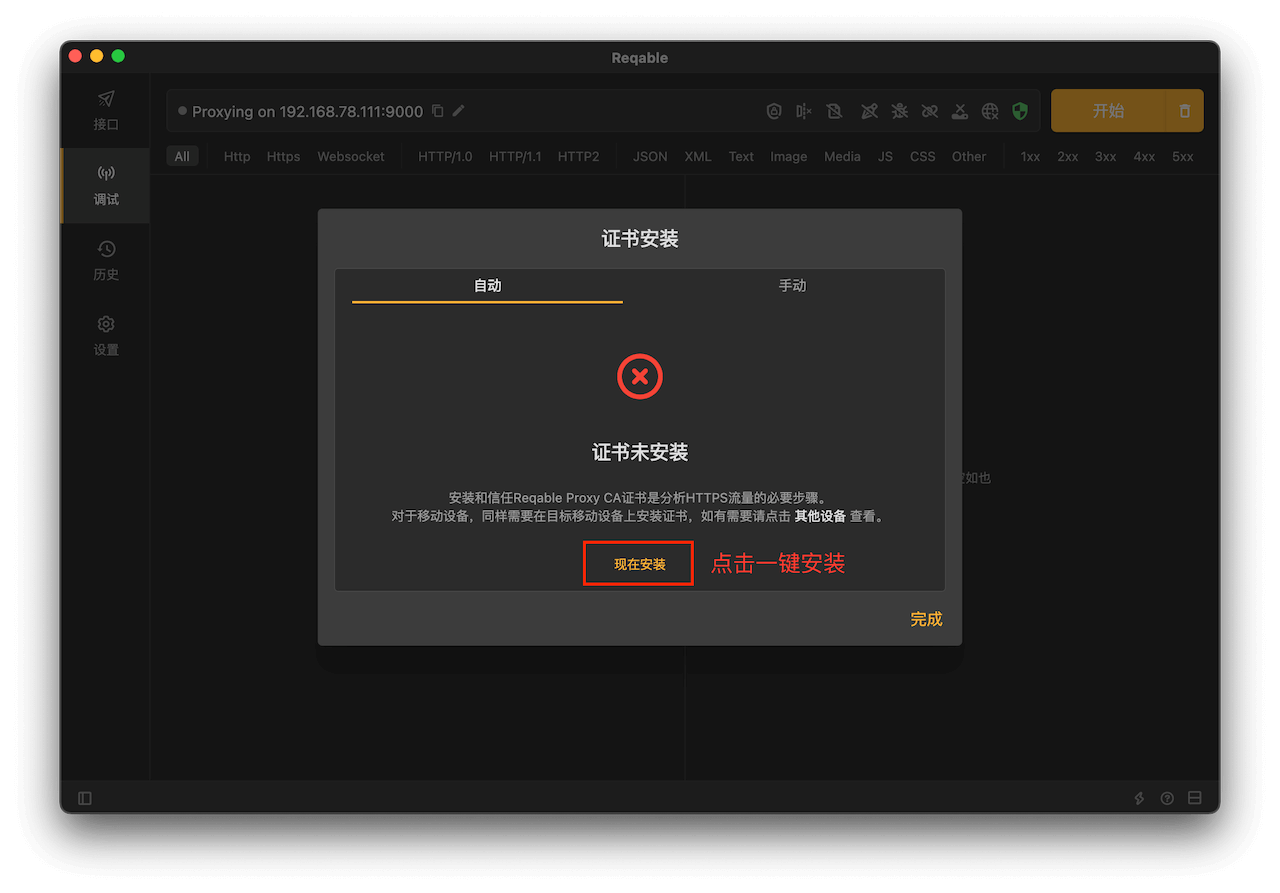 Reqable
接口
调试
历史
设置
Proxying on 192.168.78.111:9000
开始
All Http Https Websocket HTTP/1.0 HTTP/1.1 HTTP2 JSON XML Text Image Media JS CSS Other 1xx 2xx 3xx 4xx 5xx
证书安装
自动 手动
证书未安装
如也
安装和信任Reqable Proxy CA证书是分析HTTPS流量的必要步骤。
对于移动设备，同样需要在目标移动设备上安装证书，如有需要请点击 其他设备 查看。
现在安装 点击一键安装
完成